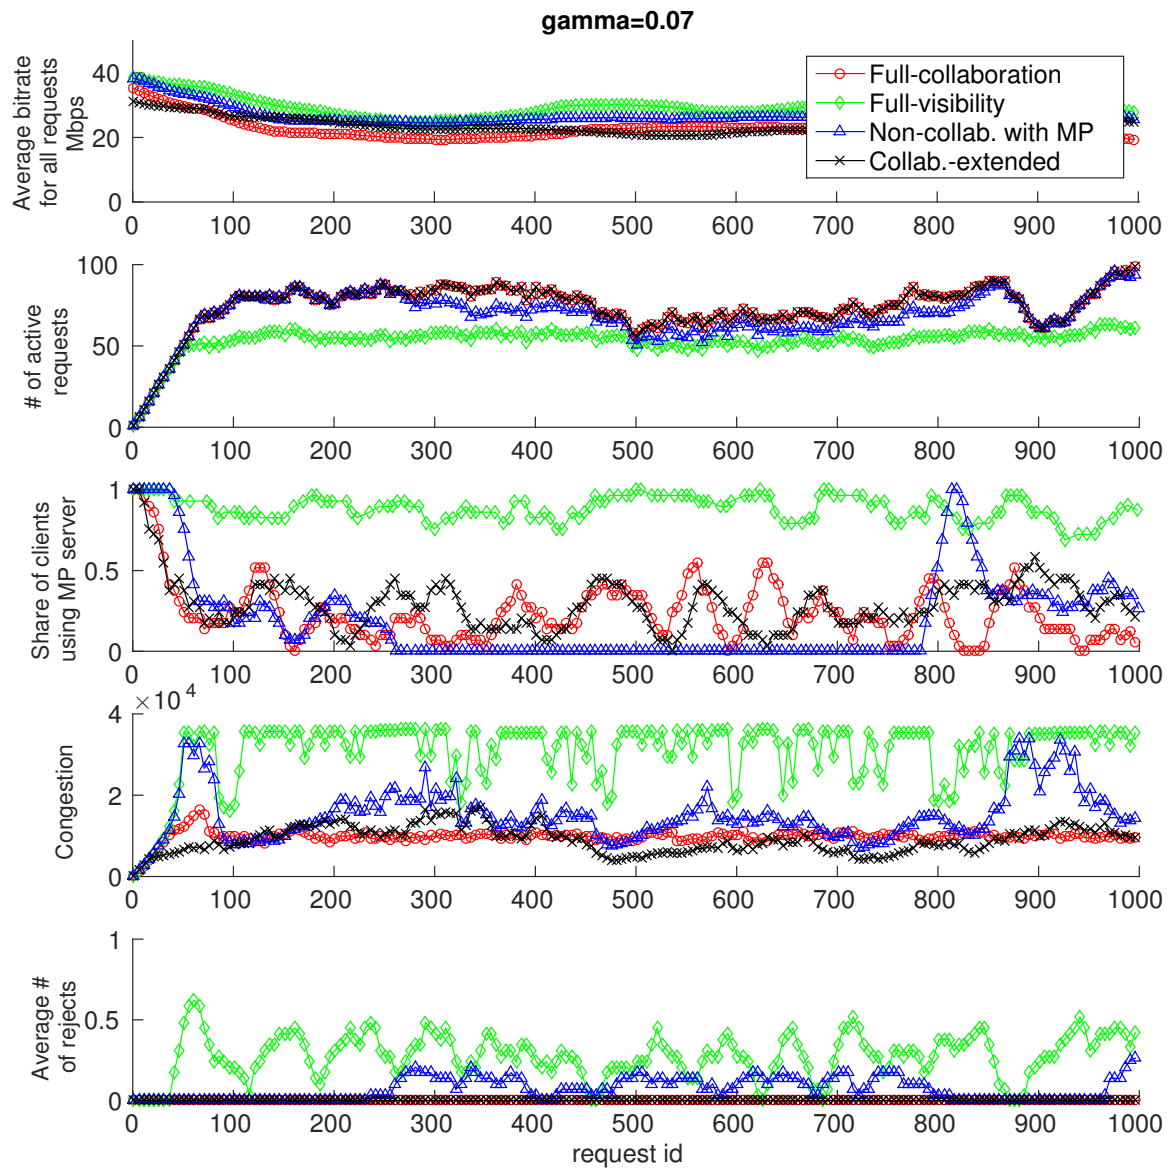 gamma=0.07
Average bitrate
for all requests
Mbps
40
20
0
0 100 200 300 400 500 600 700 800 900 1000
Full-collaboration
Full-visibility
Non-collab. with MP
Collab.-extended
# of active
requests
100
50
0
0 100 200 300 400 500 600 700 800 900 1000
Share of clients
using MP server
1
0.5
0
0 100 200 300 400 500 600 700 800 900 1000
Congestion
×10 4
4
2
0
0 100 200 300 400 500 600 700 800 900 1000
Average #
of rejects
1
0.5
0
0 100 200 300 400 500 600 700 800 900 1000
request id